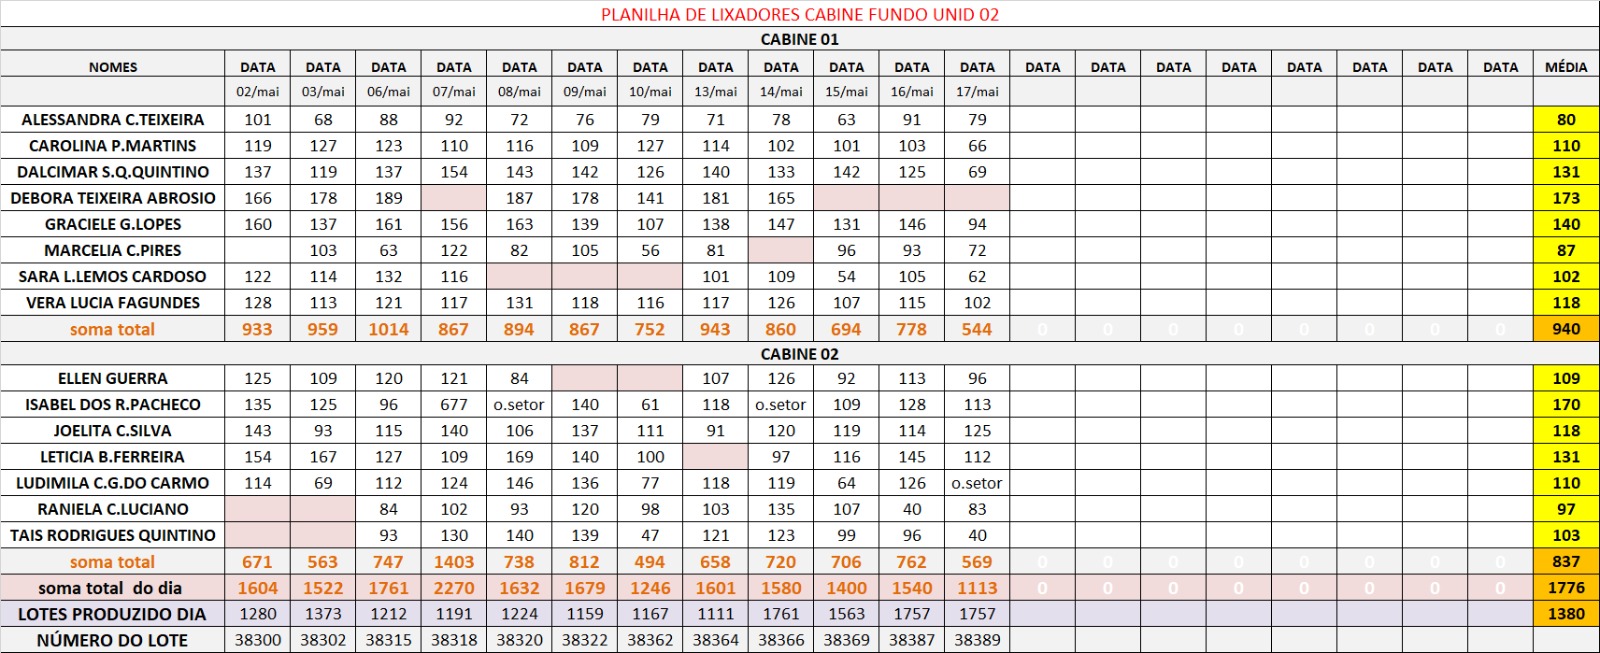 PLANILHA DE LIXADORES CABINE FUNDO UNID 02
CABINE 01
NOMES DATA DATA DATA DATA DATA DATA DATA DATA DATA DATA DATA DATA DATA DATA DATA DATA DATA DATA DATA DATA MÉDIA
02/mai 03/mai 06/mai 07/mai 08/mai 09/mai 10/mai 13/mai 14/mai 15/mai 16/mai 17/mai
ALESSANDRA C.TEIXEIRA 101 68 88 92 72 76 79 71 78 63 91 79 80
CAROLINA P.MARTINS 119 127 123 110 116 109 127 114 102 101 103 66 110
DALCIMAR S.Q.QUINTINO 137 119 137 154 143 142 126 140 133 142 125 69 131
DEBORA TEIXEIRA ABROSIO 166 178 189 187 178 141 181 165 173
GRACIELE G.LOPES 160 137 161 156 163 139 107 138 147 131 146 94 140
MARCELIA C.PIRES 103 63 122 82 105 56 81 96 93 72 87
SARA L.LEMOS CARDOSO 122 114 132 116 101 109 54 105 62 102
VERA LUCIA FAGUNDES 128 113 121 117 131 118 116 117 126 107 115 102 118
soma total 933 959 1014 867 894 867 752 943 860 694 778 544 0 0 0 0 0 0 0 0 940
CABINE 02
ELLEN GUERRA 125 109 120 121 84 107 126 92 113 96 109
ISABEL DOS R.PACHECO 135 125 96 677 o.setor 140 61 118 o.setor 109 128 113 170
JOELITA C.SILVA 143 93 115 140 106 137 111 91 120 119 114 125 118
LETICIA B.FERREIRA 154 167 127 109 169 140 100 97 116 145 112 131
LUDIMILA C.G.DO CARMO 114 69 112 124 146 136 77 118 119 64 126 o.setor 110
RANIELA C.LUCIANO 84 102 93 120 98 103 135 107 40 83 97
TAIS RODRIGUES QUINTINO 93 130 140 139 47 121 123 99 96 40 103
soma total 671 563 747 1403 738 812 494 658 720 706 762 569 0 0 0 0 0 0 0 0 837
soma total do dia 1604 1522 1761 2270 1632 1679 1246 1601 1580 1400 1540 1113 0 0 0 0 0 0 0 0 1776
LOTES PRODUZIDO DIA 1280 1373 1212 1191 1224 1159 1167 1111 1761 1563 1757 1757 1380
NÚMERO DO LOTE 38300 38302 38315 38318 38320 38322 38362 38364 38366 38369 38387 38389